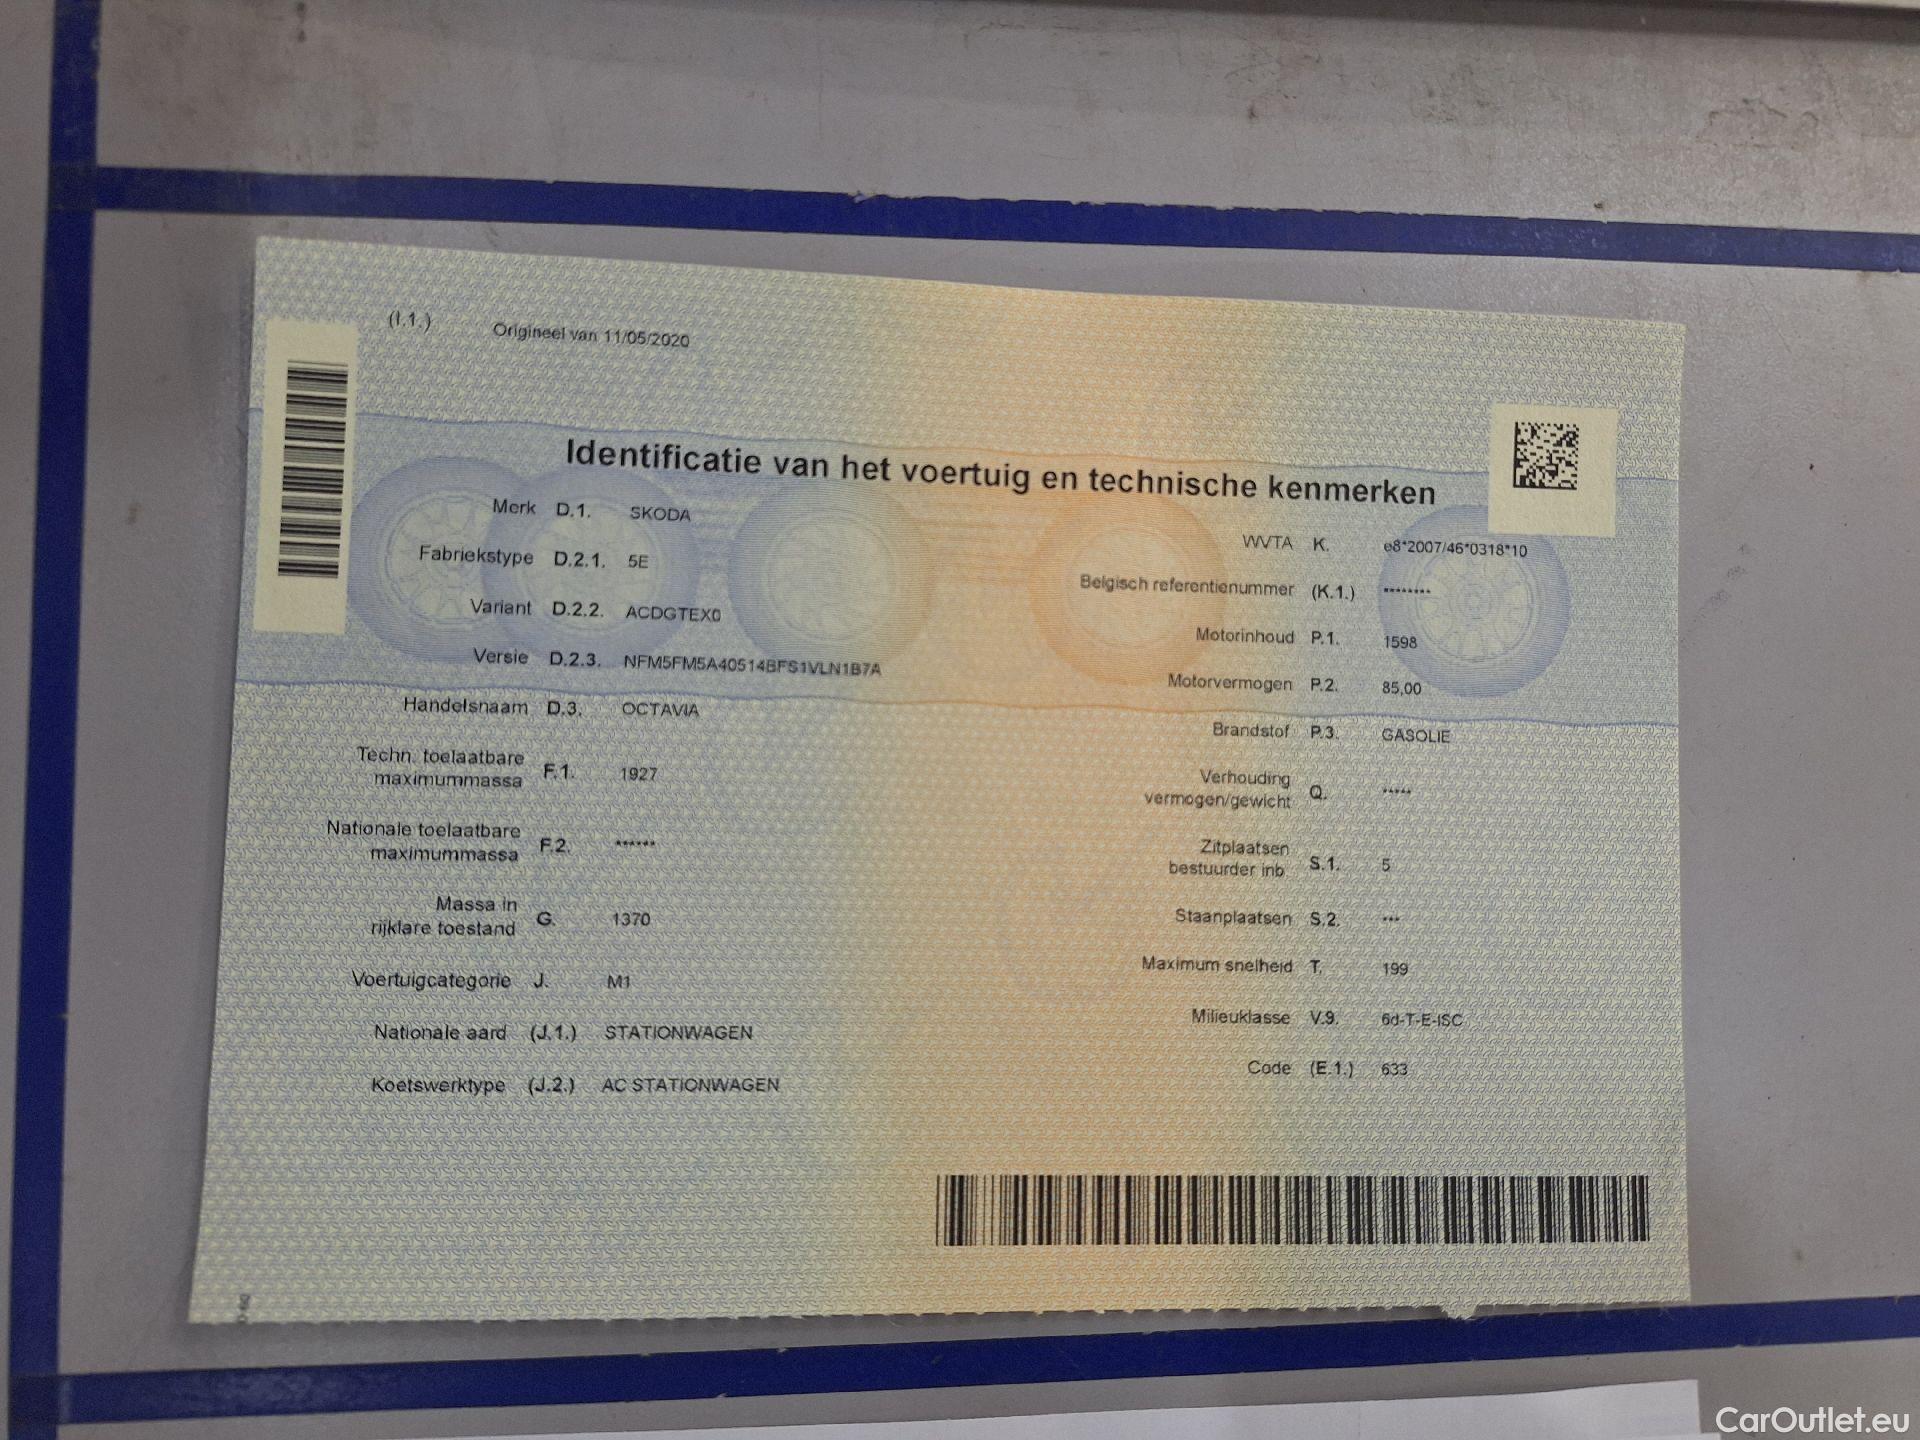 (I.1.) Origineel van 11/05/2020
Identificatie van het voertuig en technische kenmerken
Merk D.1. SKODA
Fabriekstype D.2.1. 5E
Variant D.2.2. ACDGTEX0
Versie D.2.3. NFM5FM5A40514BFS1VLN1B7A
Handelsnaam D.3. OCTAVIA
Techn. toelaatbare
maximummassa F.1. 1927
Nationale toelaatbare
maximummassa F.2. ******
Massa in
rijklare toestand G. 1370
Voertuigcategorie J. M1
Nationale aard (J.1.) STATIONWAGEN
Koetswerktype (J.2.) AC STATIONWAGEN
WVTA K. e8*2007/46*0318*10
Belgisch referentienummer (K.1.) ********
Motorinhoud P.1. 1598
Motorvermogen P.2. 85,00
Brandstof P.3. GASOLIE
Verhouding
vermogen/gewicht Q. *****
Zitplaatsen
bestuurder inb. S.1. 5
Staanplaatsen S.2. ***
Maximum snelheid T. 199
Milieuklasse V.9. 6d-T-E-ISC
Code (E.1.) 633
CarOutlet.eu